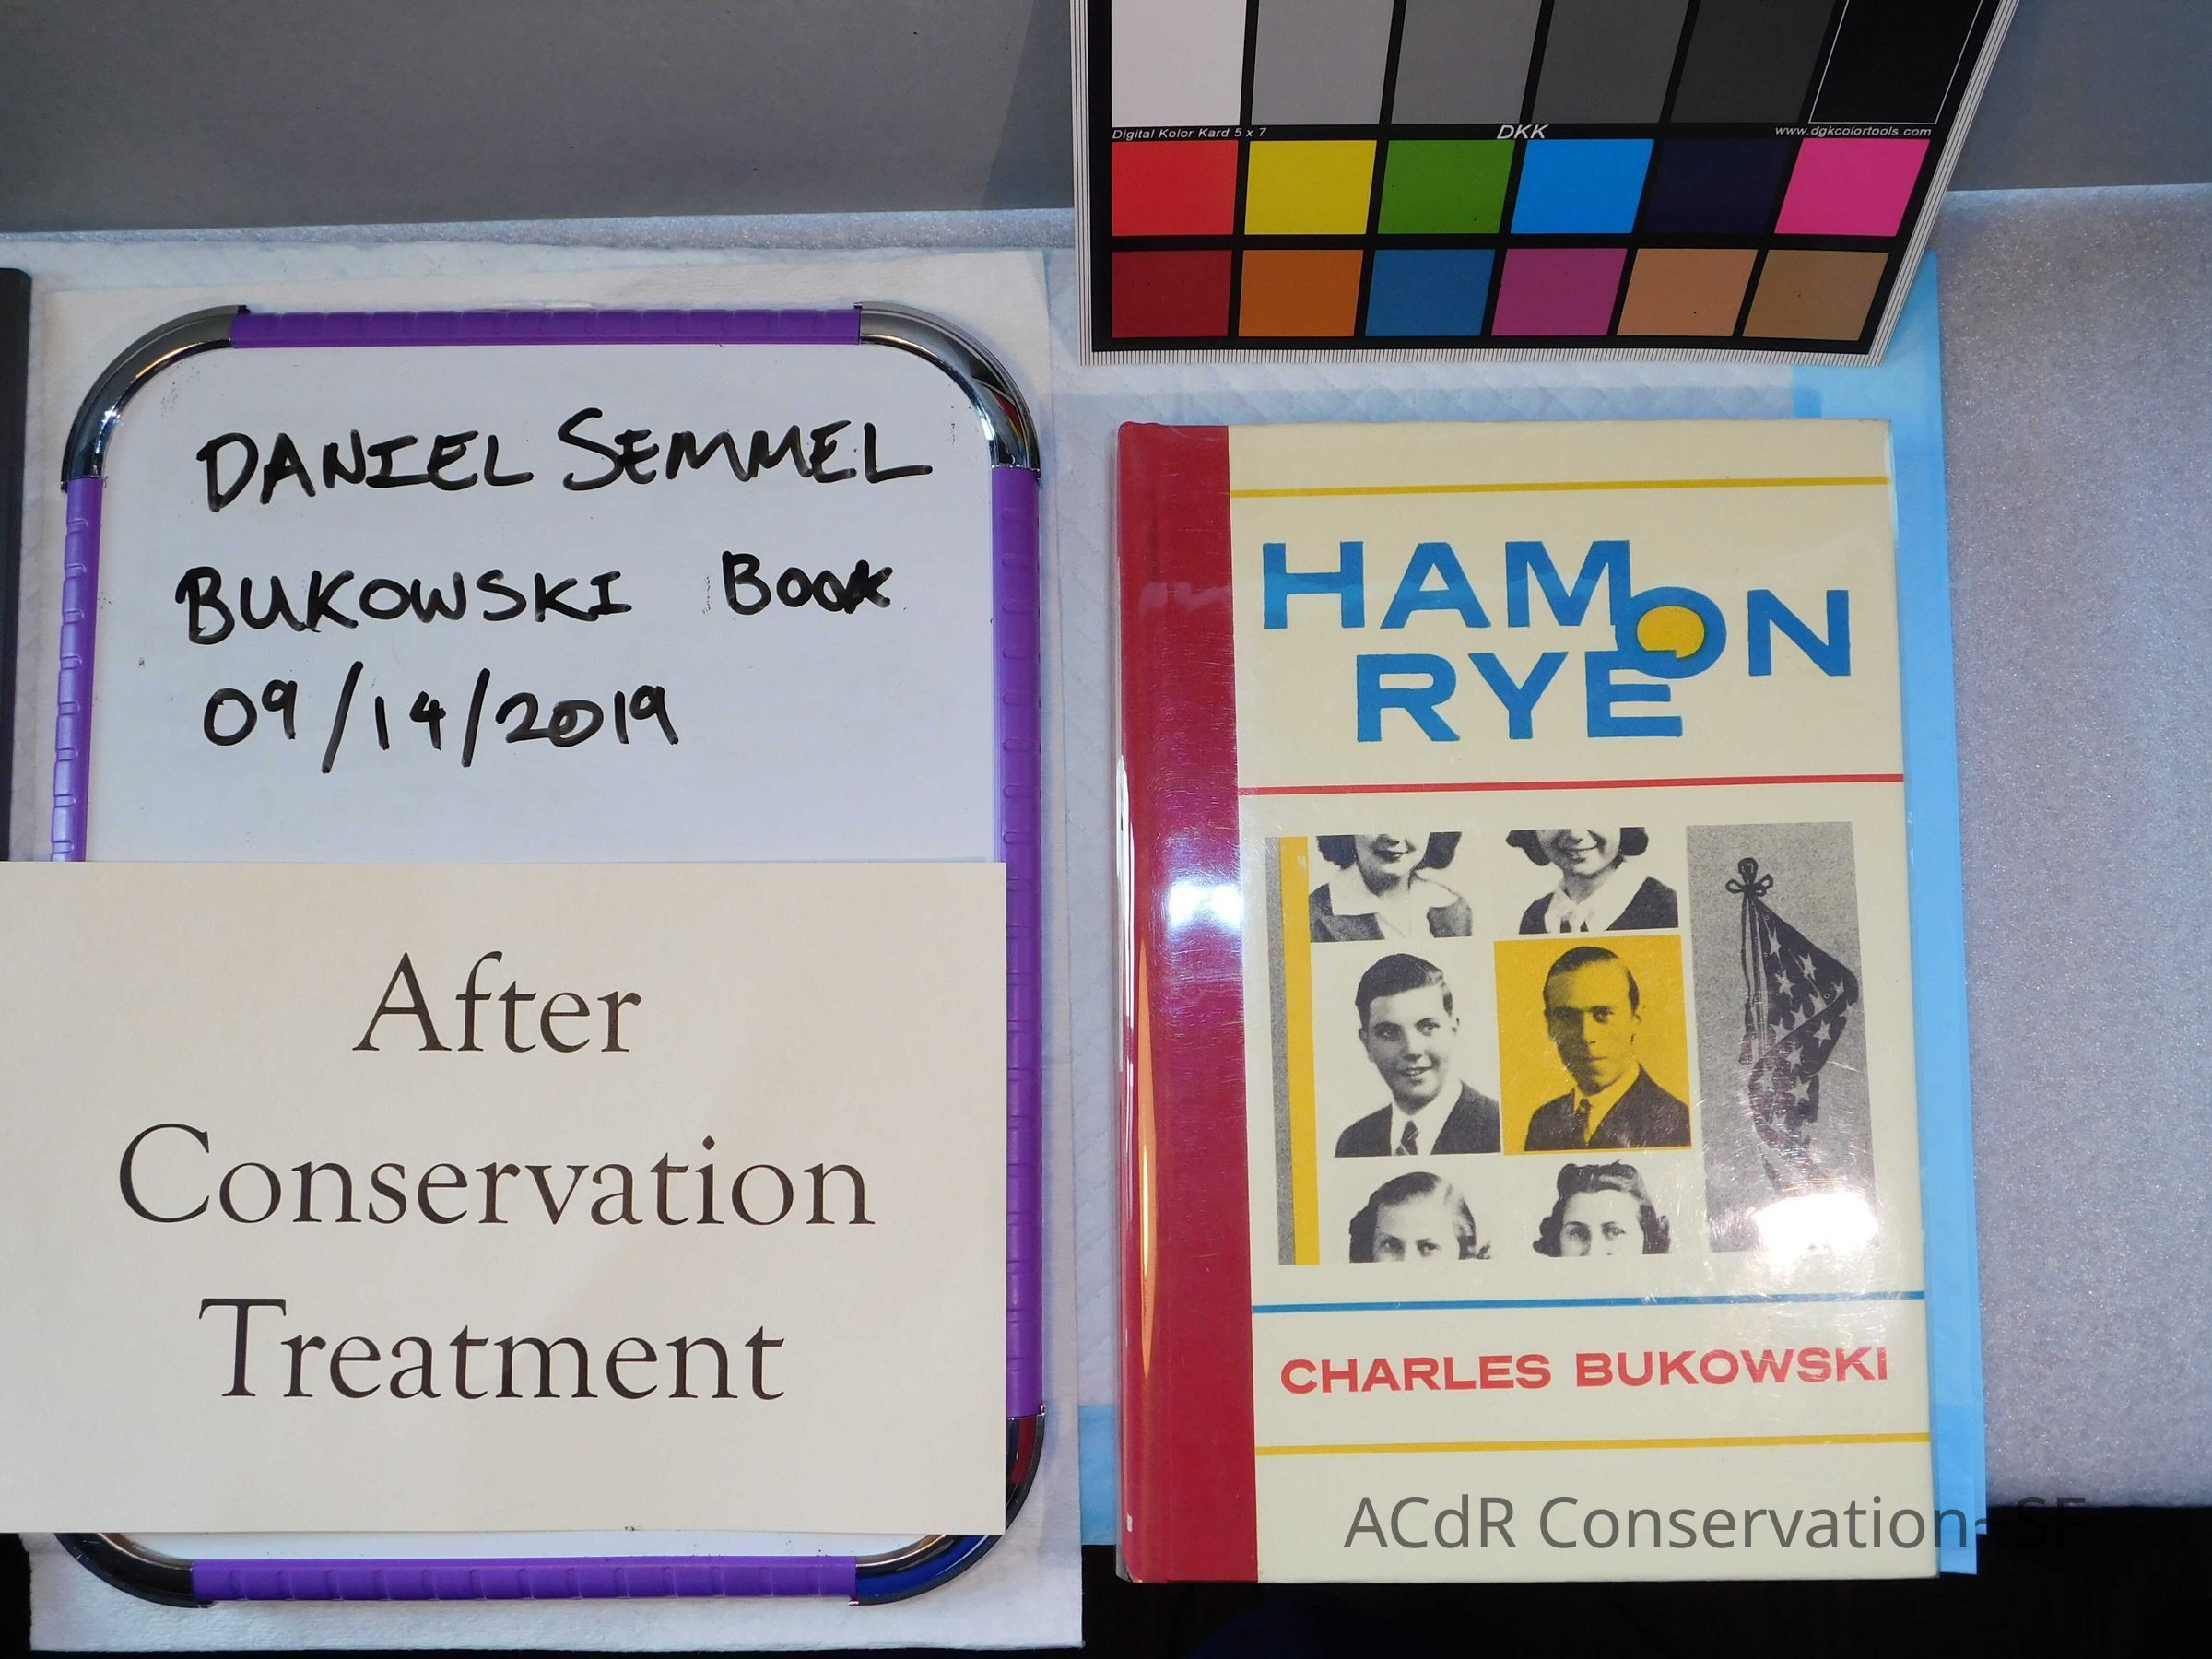 Digital Kolor Kard 5 x 7 DKK www.dgkcolortools.com
DANIEL SEMMEL
BUKOWSKI BOOK
09/14/2019
After
Conservation
Treatment
HAM ON
RYE
CHARLES BUKOWSKI
ACdR Conservation-SF